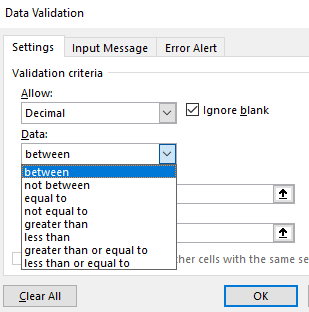 Data Validation
Settings Input Message Error Alert
Validation criteria
Allow:
Decimal Ignore blank
Data:
between
between
not between
equal to
not equal to
greater than
less than
greater than or equal to
less than or equal to
cells with the same
Clear All OK